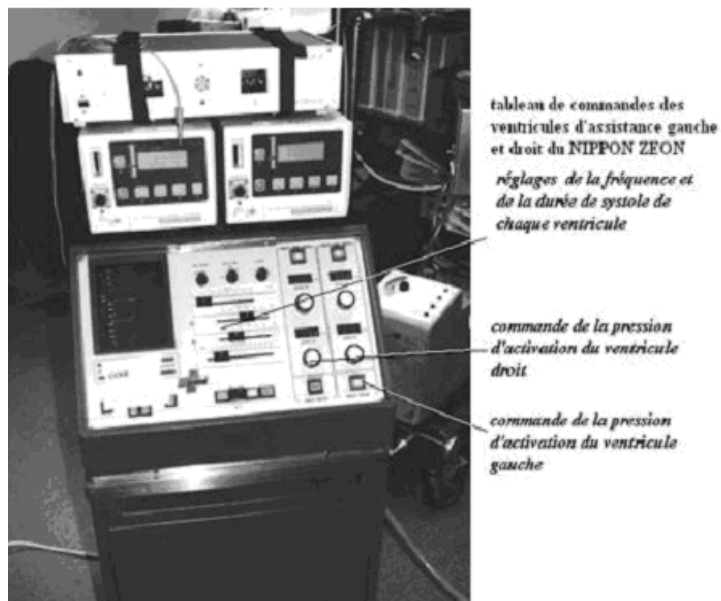 tableau de commandes des
ventricules d'assistance gauche
et droit du NIPPON ZEON
réglages de la fréquence et
de la durée de systole de
chaque ventricule
commande de la pression
d'activation du ventricule
droit
commande de la pression
d'activation du ventricule
gauche